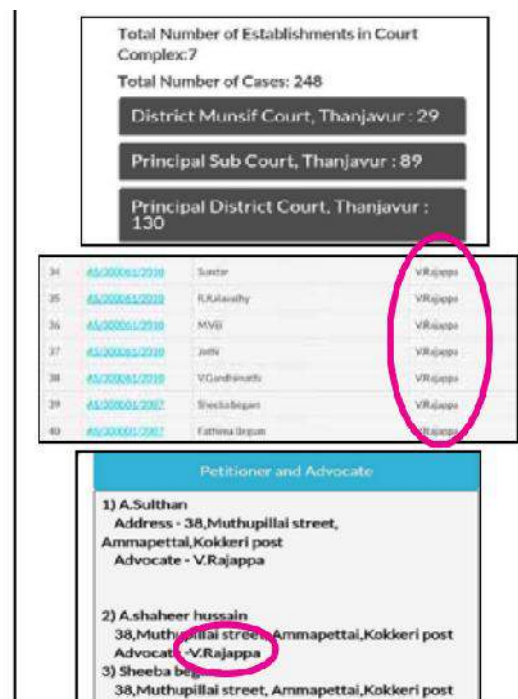 Total Number of Establishments in Court
Complex:7
Total Number of Cases: 248
District Munsif Court, Thanjavur : 29
Principal Sub Court, Thanjavur : 89
Principal District Court, Thanjavur :
130
34 Sundar V.Rajappa
35 V.Rajappa
36 V.Rajappa
37 Jothi V.Rajappa
38 V.Rajappa
39 Sheeba begam V.Rajappa
40 Fathima Begum V.Rajappa
Petitioner and Advocate
1) A.Sulthan
Address - 38,Muthupillai street,
Ammapettai,Kokkeri post
Advocate - V.Rajappa
2) A.shaheer hussain
38,Muthupillai street, Ammapettai,Kokkeri post
Advocate -V.Rajappa
3) Sheeba
38,Muthupillai street, Ammapettai,Kokkeri post